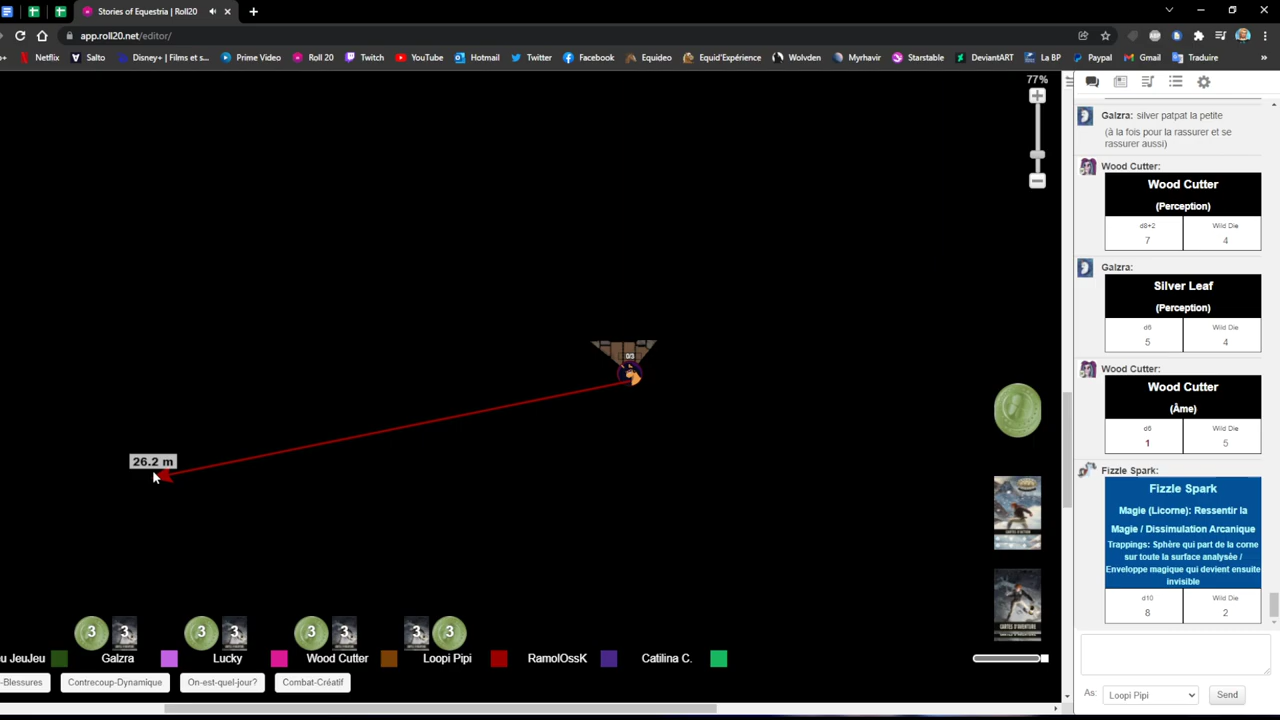 Stories of Equestria | Roll20
app.roll20.net/editor/
Netflix Salto Disney+ | Films et s... Prime Video Roll 20 Twitch YouTube Hotmail Twitter Facebook Equideo Equid'Expérience Wolvden Myrhavir Starstable DeviantART La BP Paypal Gmail Traduire »
77%
Galzra: silver patpat la petite
(à la fois pour la rassurer et se
rassurer aussi)
Wood Cutter:
Wood Cutter
(Perception)
d8+2 Wild Die
7 4
Galzra:
Silver Leaf
(Perception)
d6 Wild Die
5 4
Wood Cutter:
Wood Cutter
(Âme)
d6 Wild Die
1 5
Fizzle Spark:
Fizzle Spark
Magie (Licorne): Ressentir la
Magie / Dissimulation Arcanique
Trappings: Sphère qui part de la corne
sur toute la surface analysée /
Enveloppe magique qui devient ensuite
invisible
d10 Wild Die
8 2
0/3
26.2 m
3 3 3 3 3 3 3 3
u JeuJeu Galzra Lucky Wood Cutter Loopi Pipi RamolOssK Catilina C.
-Blessures Contrecoup-Dynamique On-est-quel-jour? Combat-Créatif
As: Loopi Pipi Send